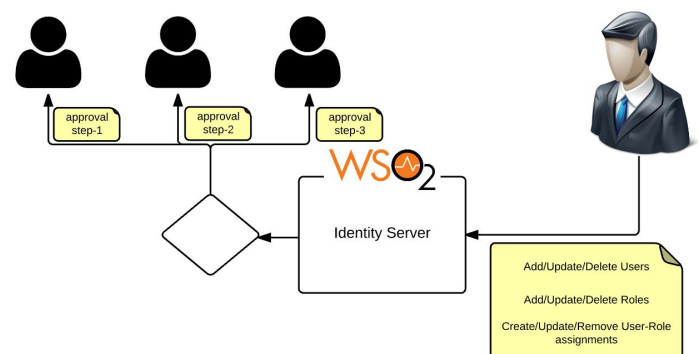 approval
step-1
approval
step-2
approval
step-3
WSO2
Identity Server
Add/Update/Delete Users
Add/Update/Delete Roles
Create/Update/Remove User-Role
assignments